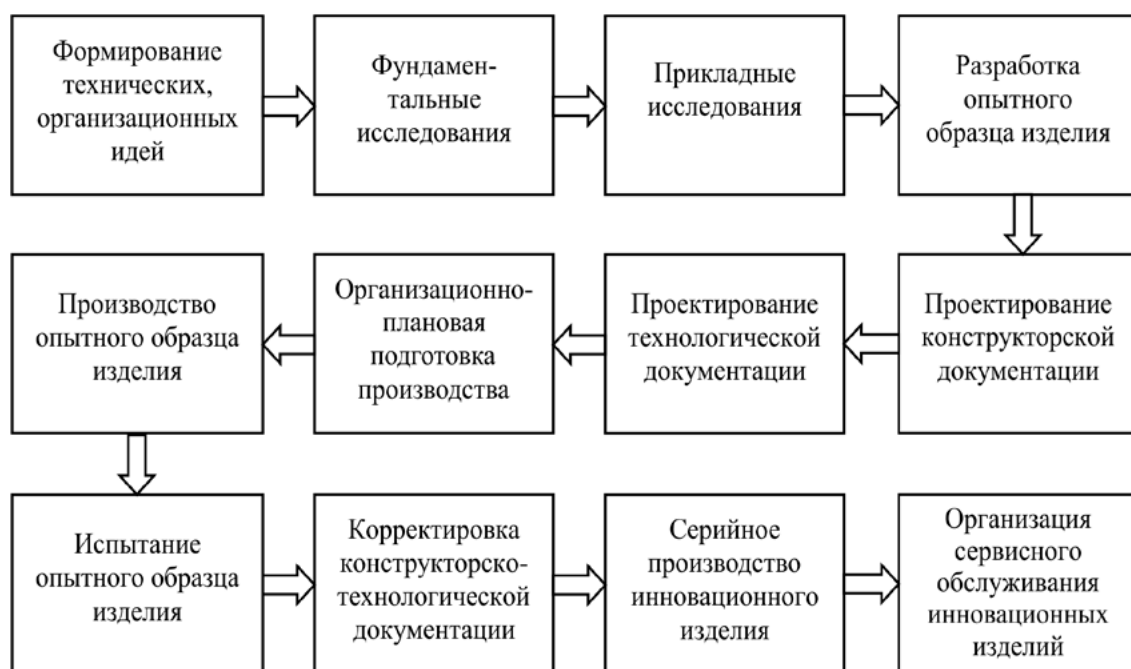 Формирование
технических,
организационных
идей
Фундамен-
тальные
исследования
Прикладные
исследования
Разработка
опытного
образца изделия
Производство
опытного образца
изделия
Организационно-
плановая
подготовка
производства
Проектирование
технологической
документации
Проектирование
конструкторской
документации
Испытание
опытного образца
изделия
Корректировка
конструкторско-
технологической
документации
Серийное
производство
инновационного
изделия
Организация
сервисного
обслуживания
инновационных
изделий